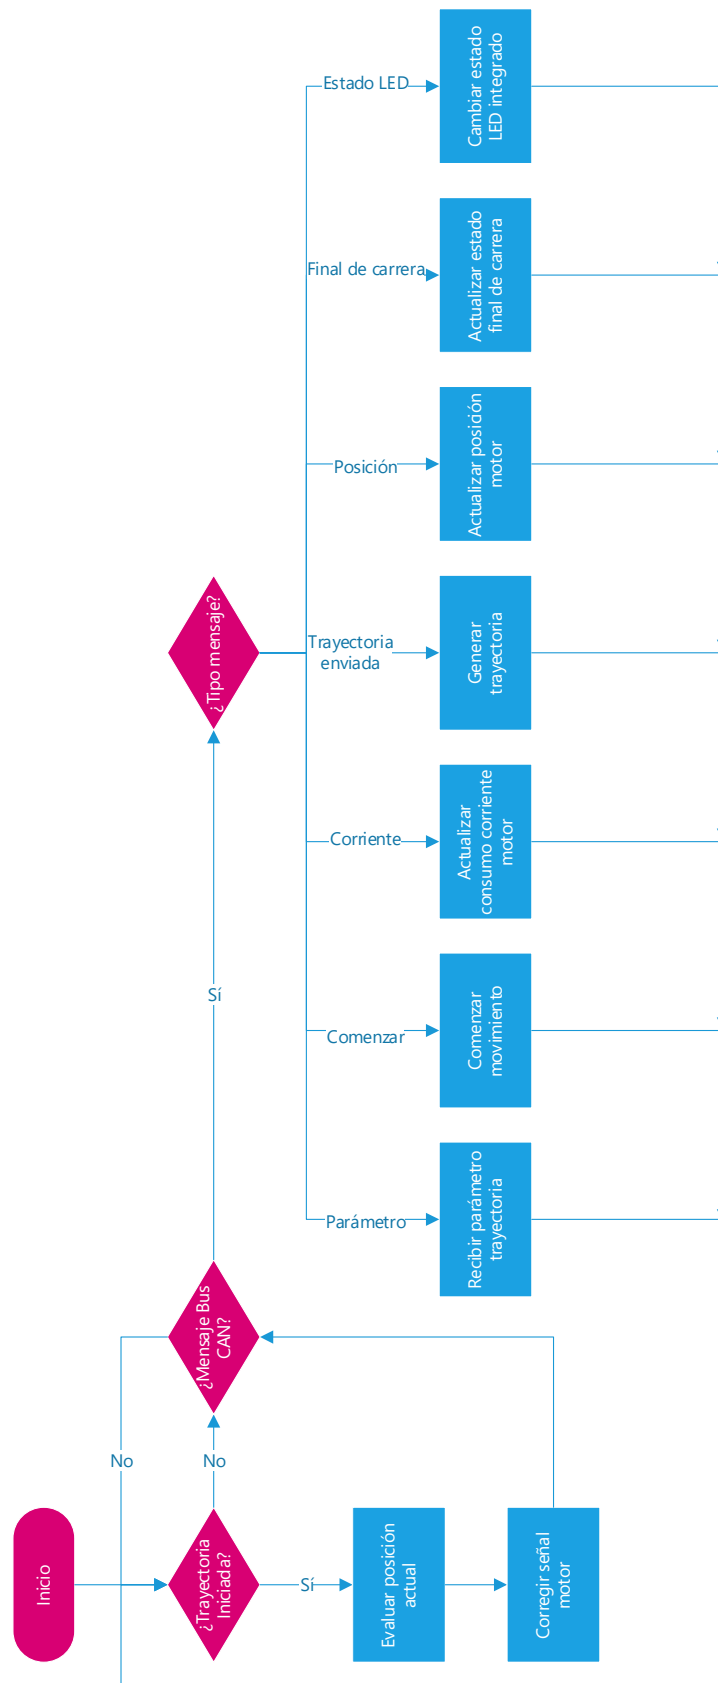 Estado LED
Cambiar estado
LED integrado
Final de carrera
Actualizar estado
final de carrera
Posición
Actualizar posición
motor
¿Tipo mensaje?
Trayectoria
enviada
Generar
trayectoria
Corriente
Actualizar
consumo corriente
motor
Sí
Comenzar
Comenzar
movimiento
Parámetro
Recibir parámetro
trayectoria
¿Mensaje Bus
CAN?
No
No
Inicio
¿Trayectoria
Iniciada?
Sí
Evaluar posición
actual
Corregir señal
motor